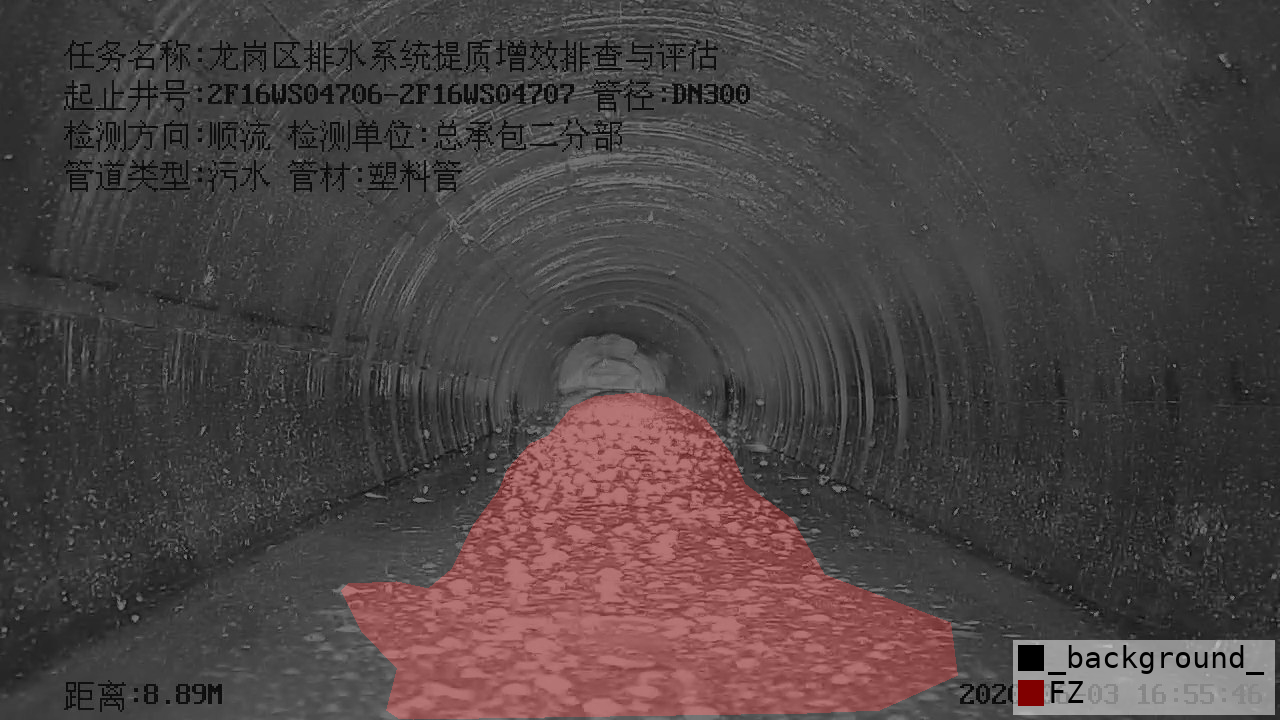 任务名称:龙岗区排水系统提质增效排查与评估
起止井号:2F16WS04706-2F16WS04707 管径:DN300
检测方向:顺流 检测单位:总承包二分部
管道类型:污水 管材:塑料管
_background_
FZ
距离:8.89M
16:55:46